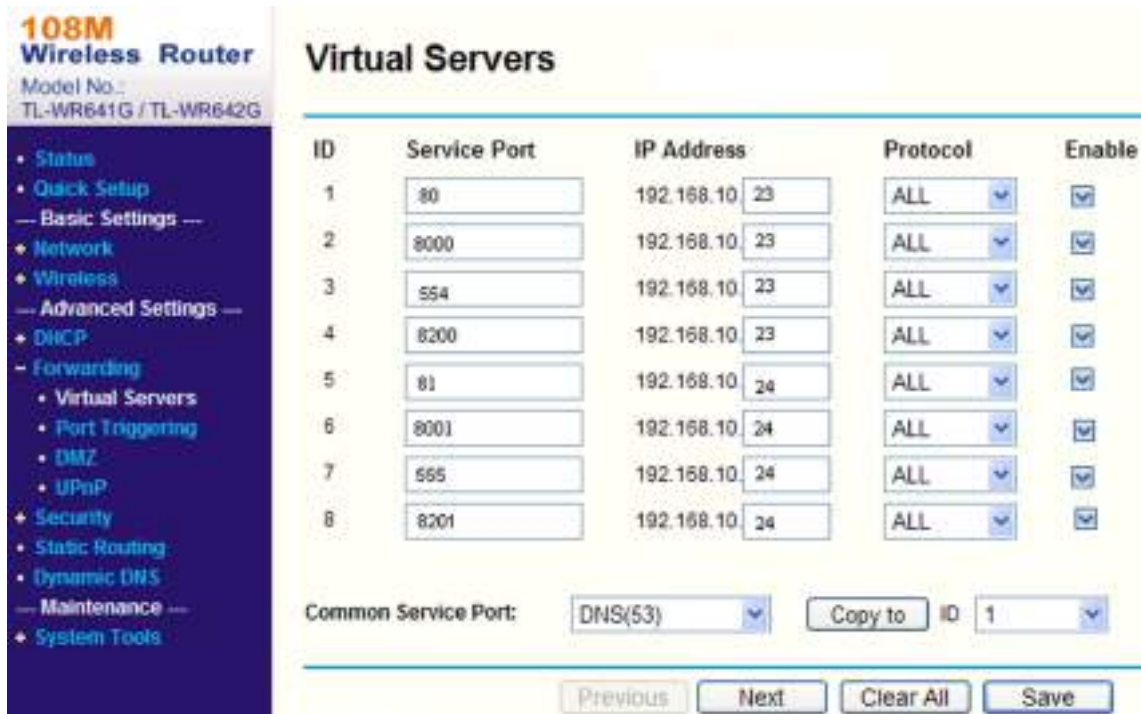 108M
Wireless Router
Model No.:
TL-WR641G / TL-WR642G
• Status
• Quick Setup
--- Basic Settings ---
+ Network
+ Wireless
--- Advanced Settings ---
+ DHCP
- Forwarding
• Virtual Servers
• Port Triggering
• DMZ
• UPnP
+ Security
• Static Routing
• Dynamic DNS
--- Maintenance ---
+ System Tools
Virtual Servers
ID Service Port IP Address Protocol Enable
1 80 192.168.10. 23 ALL
2 8000 192.168.10. 23 ALL
3 554 192.168.10. 23 ALL
4 8200 192.168.10. 23 ALL
5 81 192.168.10. 24 ALL
6 8001 192.168.10. 24 ALL
7 555 192.168.10. 24 ALL
8 8201 192.168.10. 24 ALL
Common Service Port: DNS(53) Copy to ID 1
Previous Next Clear All Save